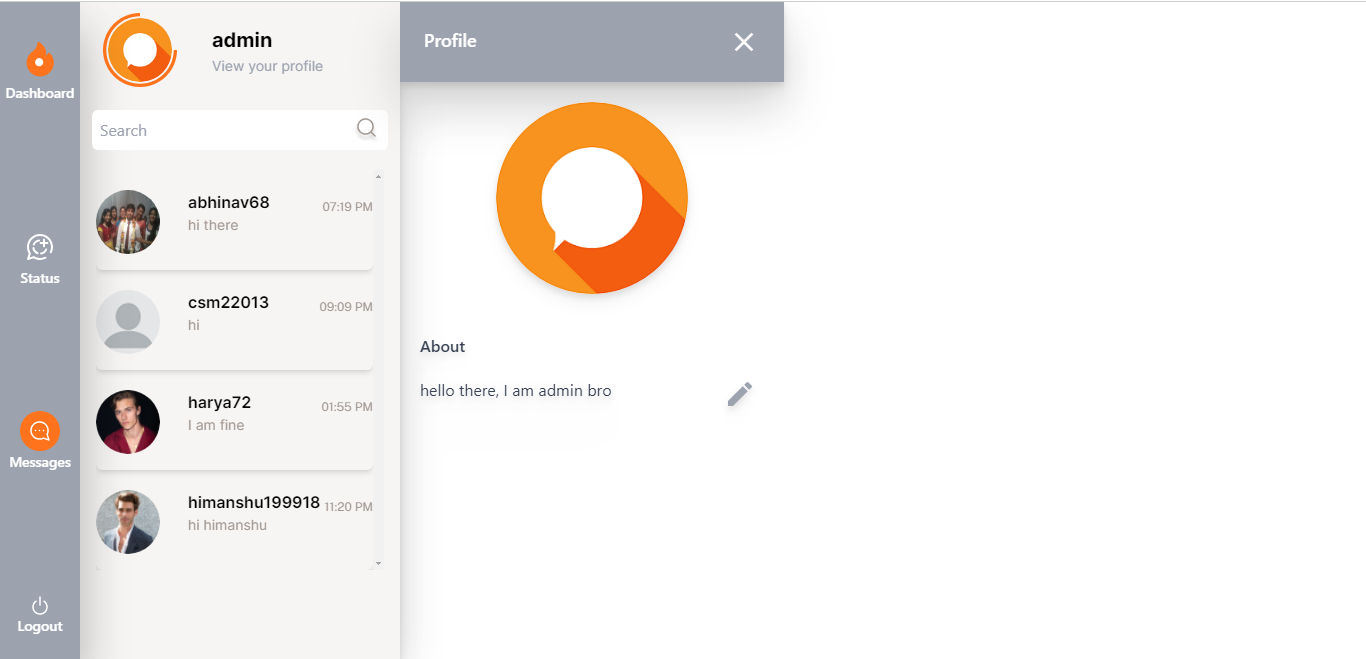 Dashboard
Status
Messages
Logout
admin
View your profile
Search
abhinav68
07:19 PM
hi there
csm22013
09:09 PM
hi
harya72
01:55 PM
I am fine
himanshu199918
11:20 PM
hi himanshu
Profile
About
hello there, I am admin bro